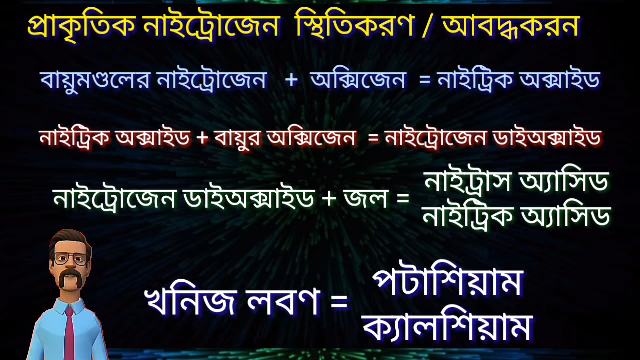 প্রাকৃতিক নাইট্রোজেন স্থিতিকরণ / আবদ্ধকরন
বায়ুমণ্ডলের নাইট্রোজেন + অক্সিজেন = নাইট্রিক অক্সাইড
নাইট্রিক অক্সাইড + বায়ুর অক্সিজেন = নাইট্রোজেন ডাইঅক্সাইড
নাইট্রোজেন ডাইঅক্সাইড + জল =
নাইট্রাস অ্যাসিড
নাইট্রিক অ্যাসিড
খনিজ লবণ =
পটাশিয়াম
ক্যালশিয়াম